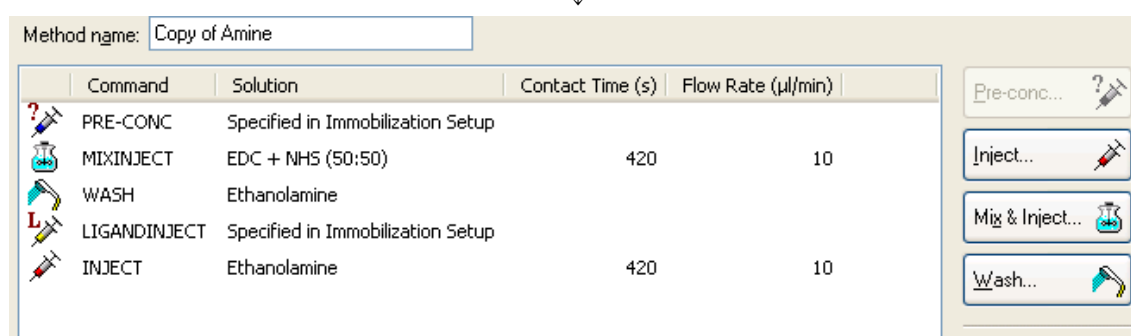 Method name: Copy of Amine
Command Solution Contact Time (s) Flow Rate (µl/min)
Pre-conc... ?
? PRE-CONC Specified in Immobilization Setup
MIXINJECT EDC + NHS (50:50) 420 10
Inject...
WASH Ethanolamine
L LIGANDINJECT Specified in Immobilization Setup
Mix & Inject...
INJECT Ethanolamine 420 10
Wash...